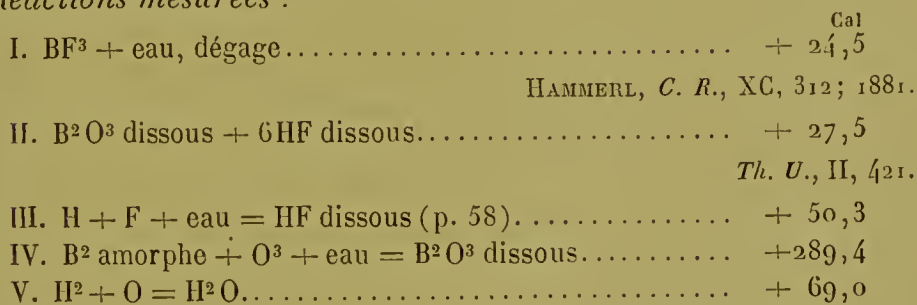 Réactions mesurées :
Cal
I. BF³ + eau, dégage.............................. + 24,5
HAMMERL, C. R., XC, 312; 1881.
II. B²O³ dissous + 6HF dissous..................... + 27,5
Th. U., II, 421.
III. H + F + eau = HF dissous (p. 58)............... + 50,3
IV. B² amorphe + O³ + eau = B²O³ dissous........... +289,4
V. H² + O = H²O.................................. + 69,0